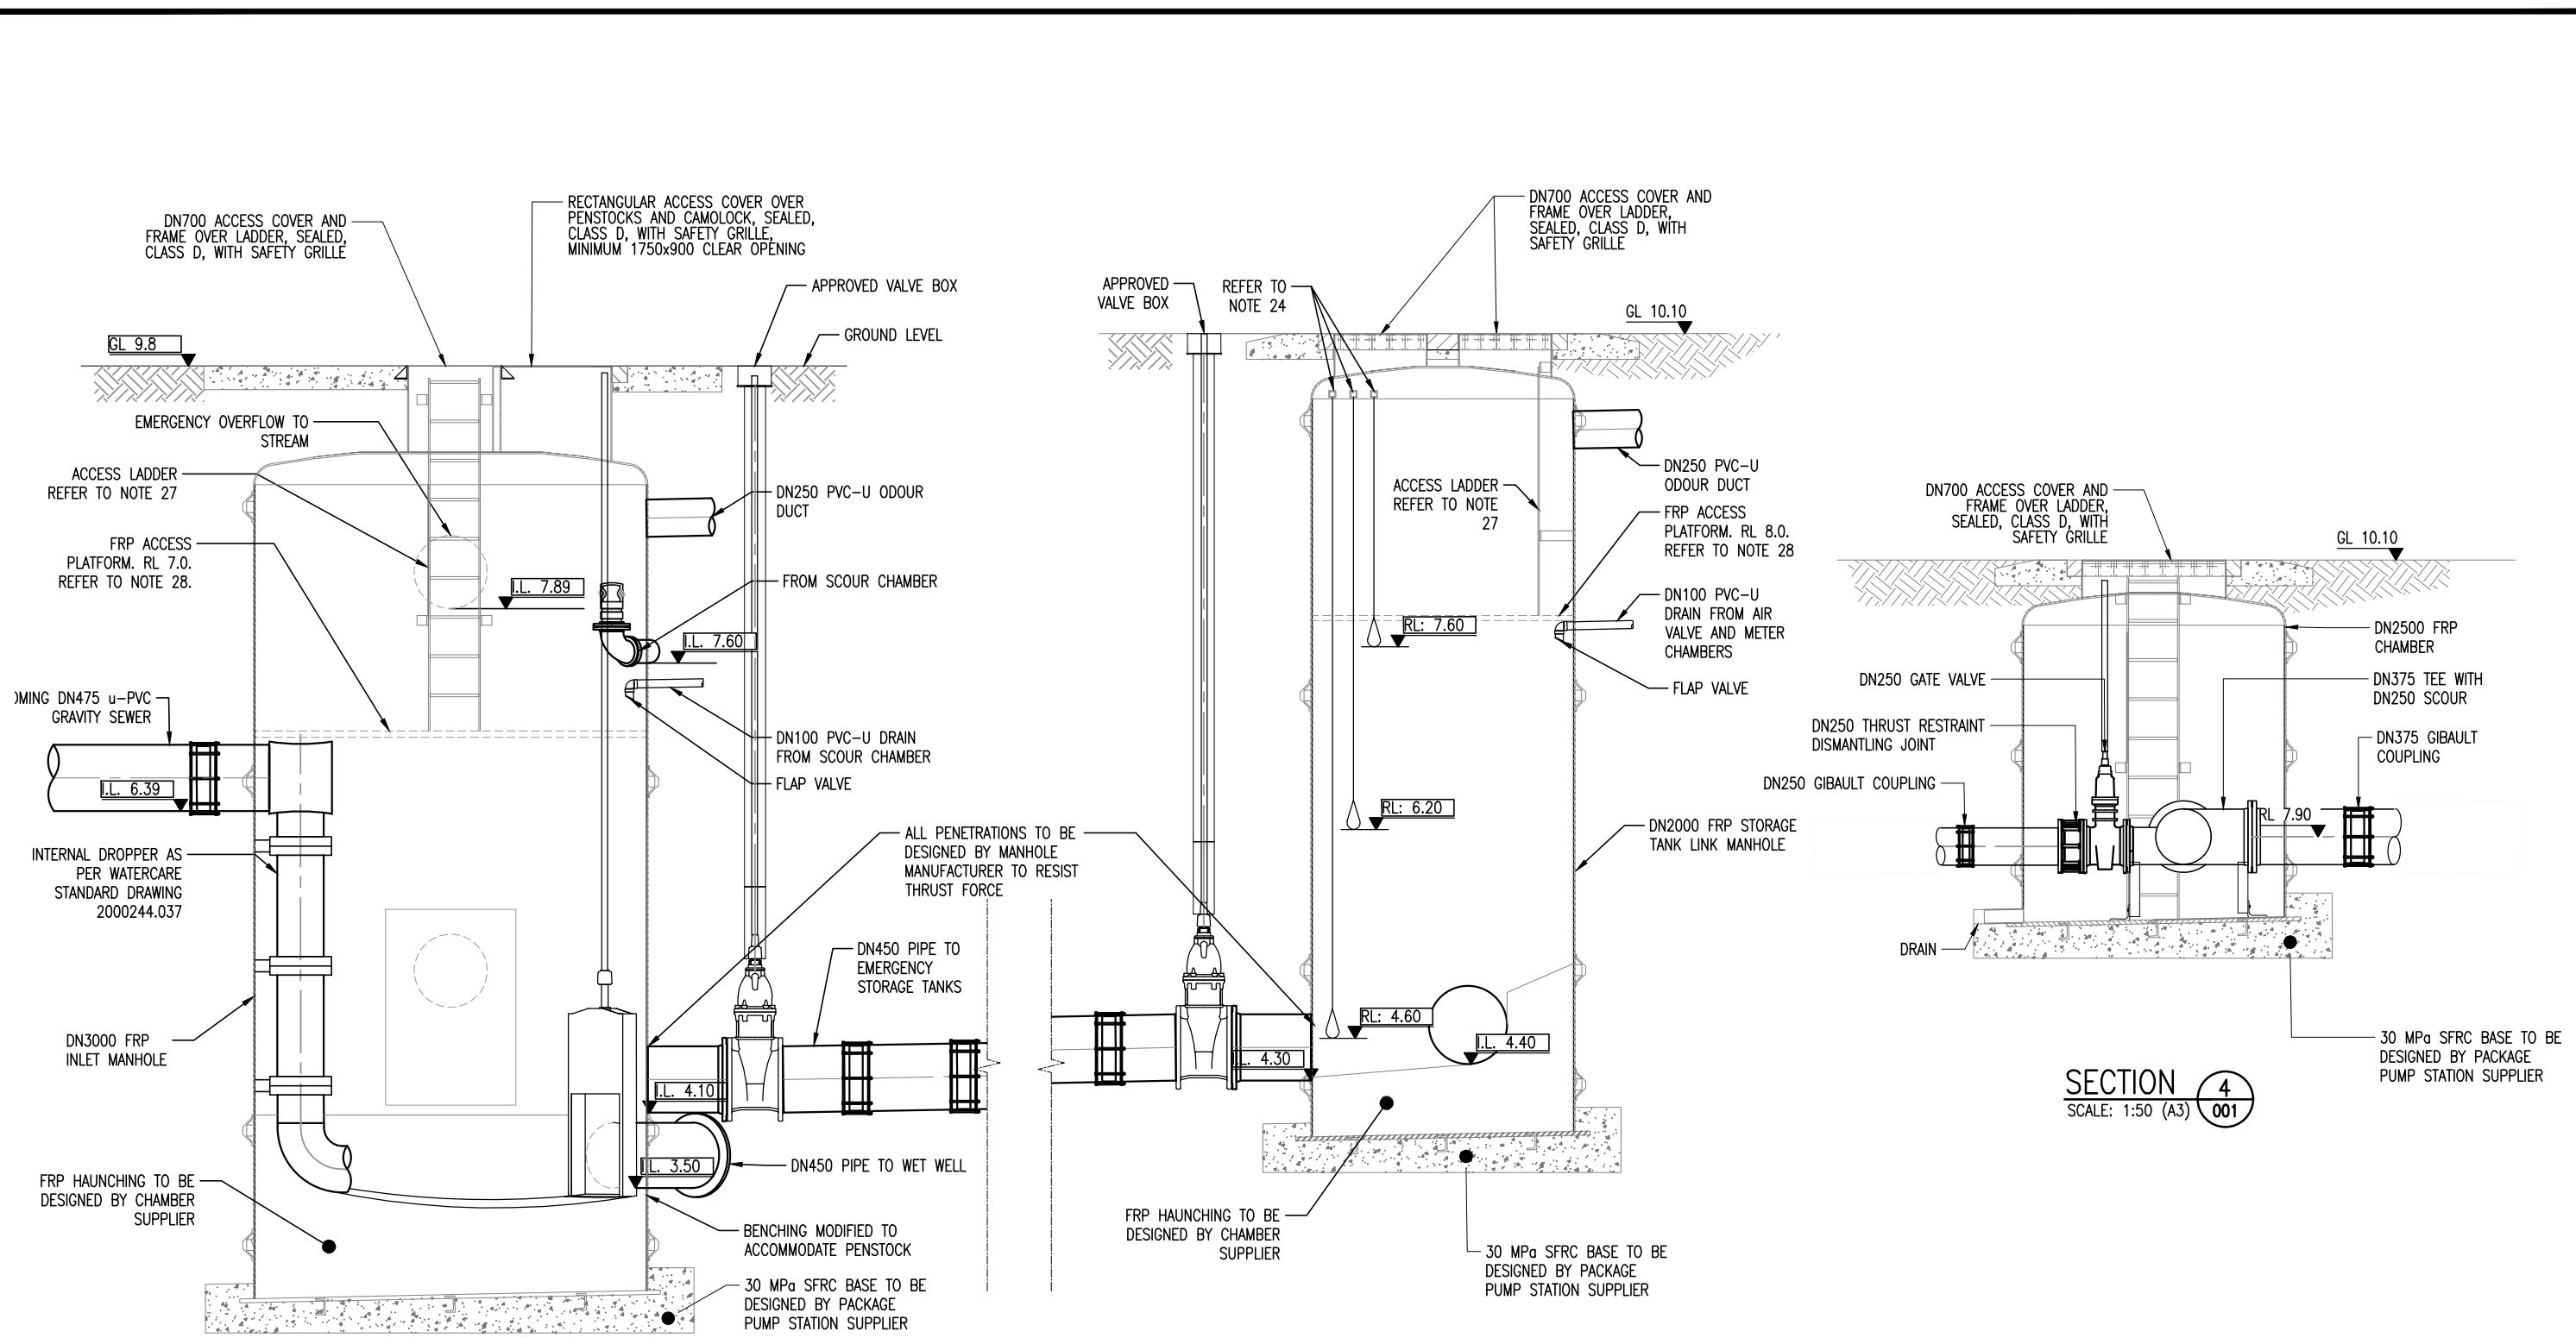 DN700 ACCESS COVER AND
FRAME OVER LADDER, SEALED,
CLASS D, WITH SAFETY GRILLE
RECTANGULAR ACCESS COVER OVER
PENSTOCKS AND CAMOLOCK, SEALED,
CLASS D, WITH SAFETY GRILLE,
MINIMUM 1750x900 CLEAR OPENING
APPROVED VALVE BOX
GROUND LEVEL
GL 9.8
EMERGENCY OVERFLOW TO
STREAM
ACCESS LADDER
REFER TO NOTE 27
FRP ACCESS
PLATFORM. RL 7.0.
REFER TO NOTE 28.
DN250 PVC-U ODOUR
DUCT
FROM SCOUR CHAMBER
I.L. 7.89
I.L. 7.60
OMING DN475 u-PVC
GRAVITY SEWER
I.L. 6.39
DN100 PVC-U DRAIN
FROM SCOUR CHAMBER
FLAP VALVE
INTERNAL DROPPER AS
PER WATERCARE
STANDARD DRAWING
2000244.037
ALL PENETRATIONS TO BE
DESIGNED BY MANHOLE
MANUFACTURER TO RESIST
THRUST FORCE
DN450 PIPE TO
EMERGENCY
STORAGE TANKS
DN3000 FRP
INLET MANHOLE
I.L. 4.10
I.L. 3.50
DN450 PIPE TO WET WELL
FRP HAUNCHING TO BE
DESIGNED BY CHAMBER
SUPPLIER
BENCHING MODIFIED TO
ACCOMMODATE PENSTOCK
30 MPa SFRC BASE TO BE
DESIGNED BY PACKAGE
PUMP STATION SUPPLIER
DN700 ACCESS COVER AND
FRAME OVER LADDER,
SEALED, CLASS D, WITH
SAFETY GRILLE
APPROVED
VALVE BOX
REFER TO
NOTE 24
GL 10.10
DN250 PVC-U
ODOUR DUCT
ACCESS LADDER
REFER TO NOTE
27
FRP ACCESS
PLATFORM. RL 8.0.
REFER TO NOTE 28
DN100 PVC-U
DRAIN FROM AIR
VALVE AND METER
CHAMBERS
FLAP VALVE
RL: 7.60
RL: 6.20
DN2000 FRP STORAGE
TANK LINK MANHOLE
RL: 4.60
I.L. 4.40
I.L. 4.30
FRP HAUNCHING TO BE
DESIGNED BY CHAMBER
SUPPLIER
30 MPa SFRC BASE TO BE
DESIGNED BY PACKAGE
PUMP STATION SUPPLIER
DN700 ACCESS COVER AND
FRAME OVER LADDER,
SEALED, CLASS D, WITH
SAFETY GRILLE
GL 10.10
DN2500 FRP
CHAMBER
DN250 GATE VALVE
DN375 TEE WITH
DN250 SCOUR
DN250 THRUST RESTRAINT
DISMANTLING JOINT
DN375 GIBAULT
COUPLING
DN250 GIBAULT COUPLING
RL 7.90
DRAIN
30 MPa SFRC BASE TO BE
DESIGNED BY PACKAGE
PUMP STATION SUPPLIER
SECTION 4
SCALE: 1:50 (A3) 001